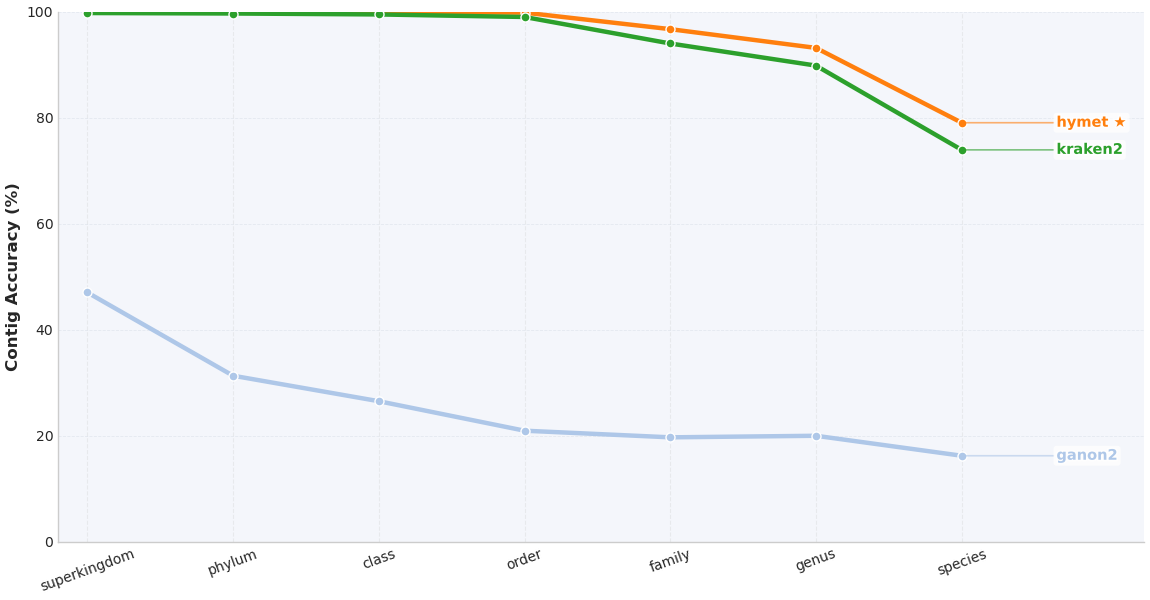 100
80
60
40
20
0
Contig Accuracy (%)
hymet ★
kraken2
ganon2
superkingdom
phylum
class
order
family
genus
species